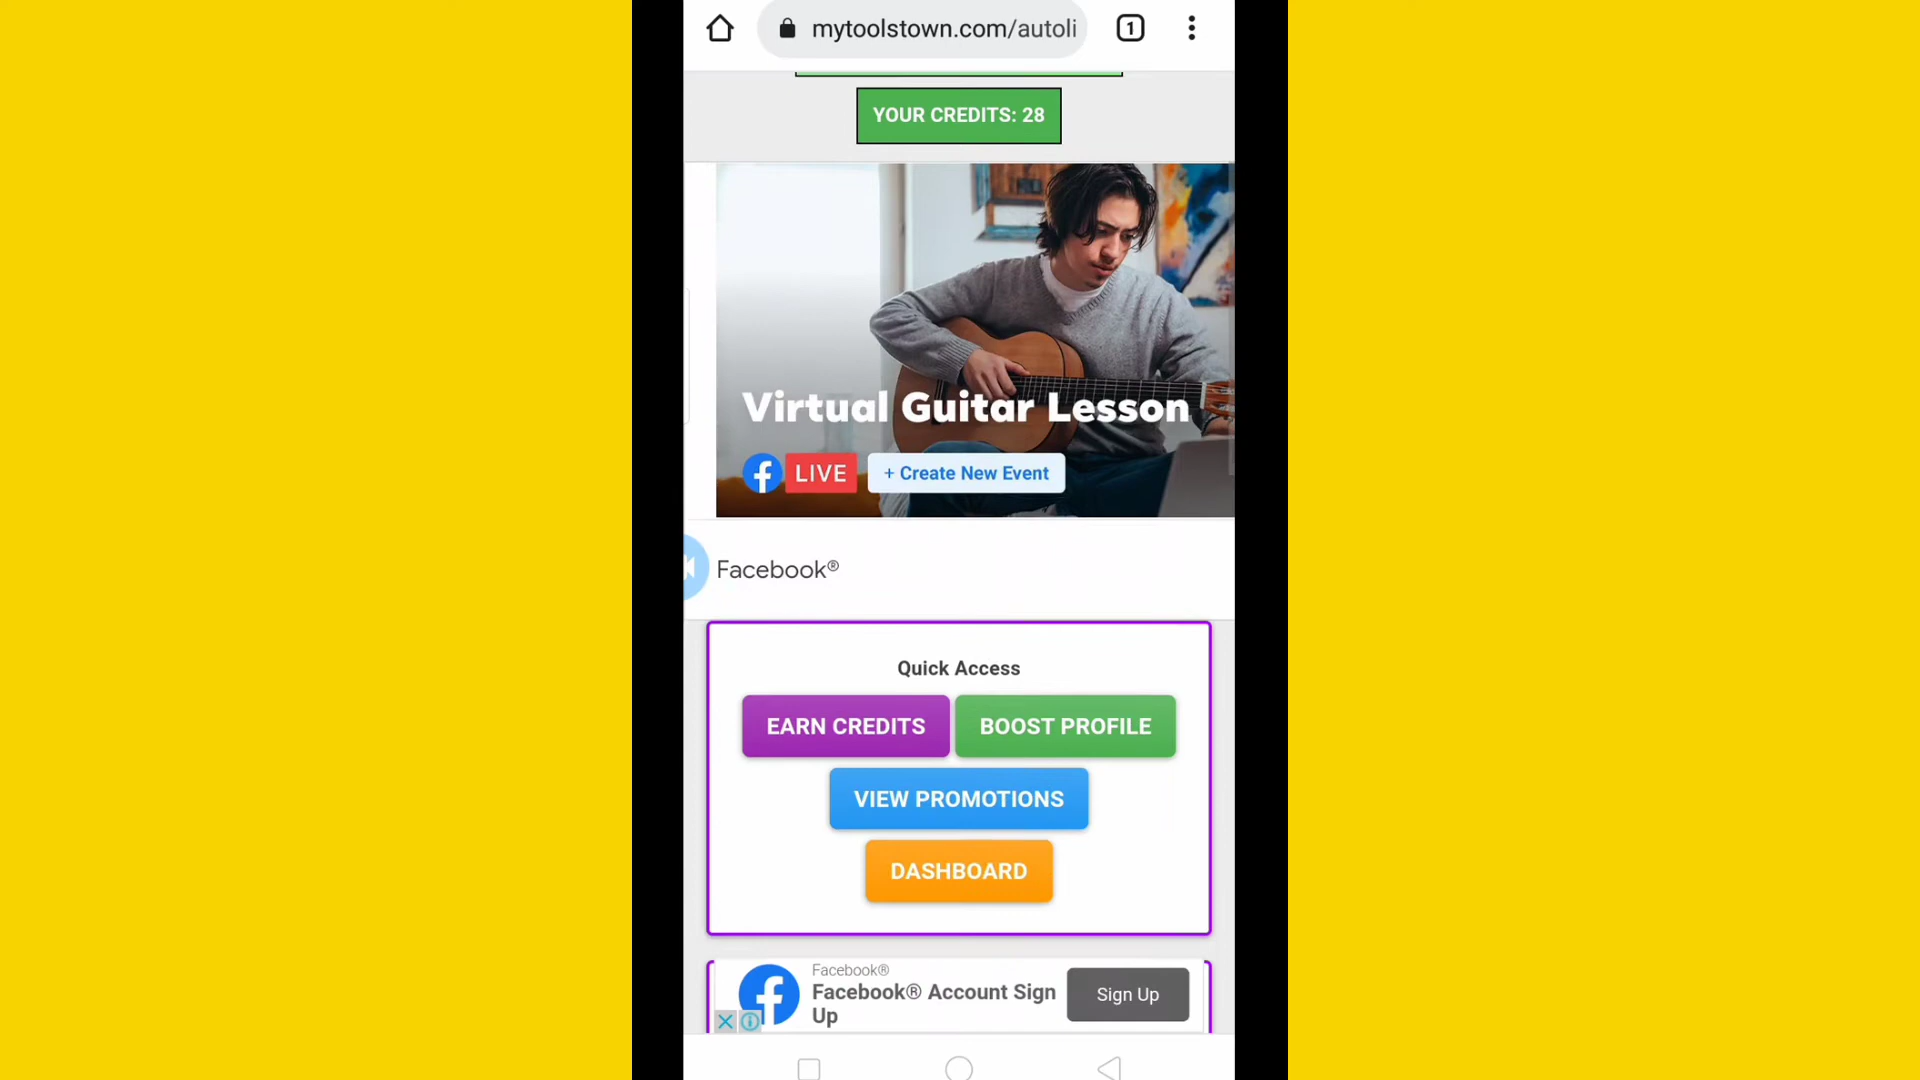 mytoolstown.com/autoli
1
YOUR CREDITS: 28
Virtual Guitar Lesson
LIVE
+ Create New Event
Facebook®
Quick Access
EARN CREDITS
BOOST PROFILE
VIEW PROMOTIONS
DASHBOARD
Facebook®
Facebook® Account Sign
Up
Sign Up